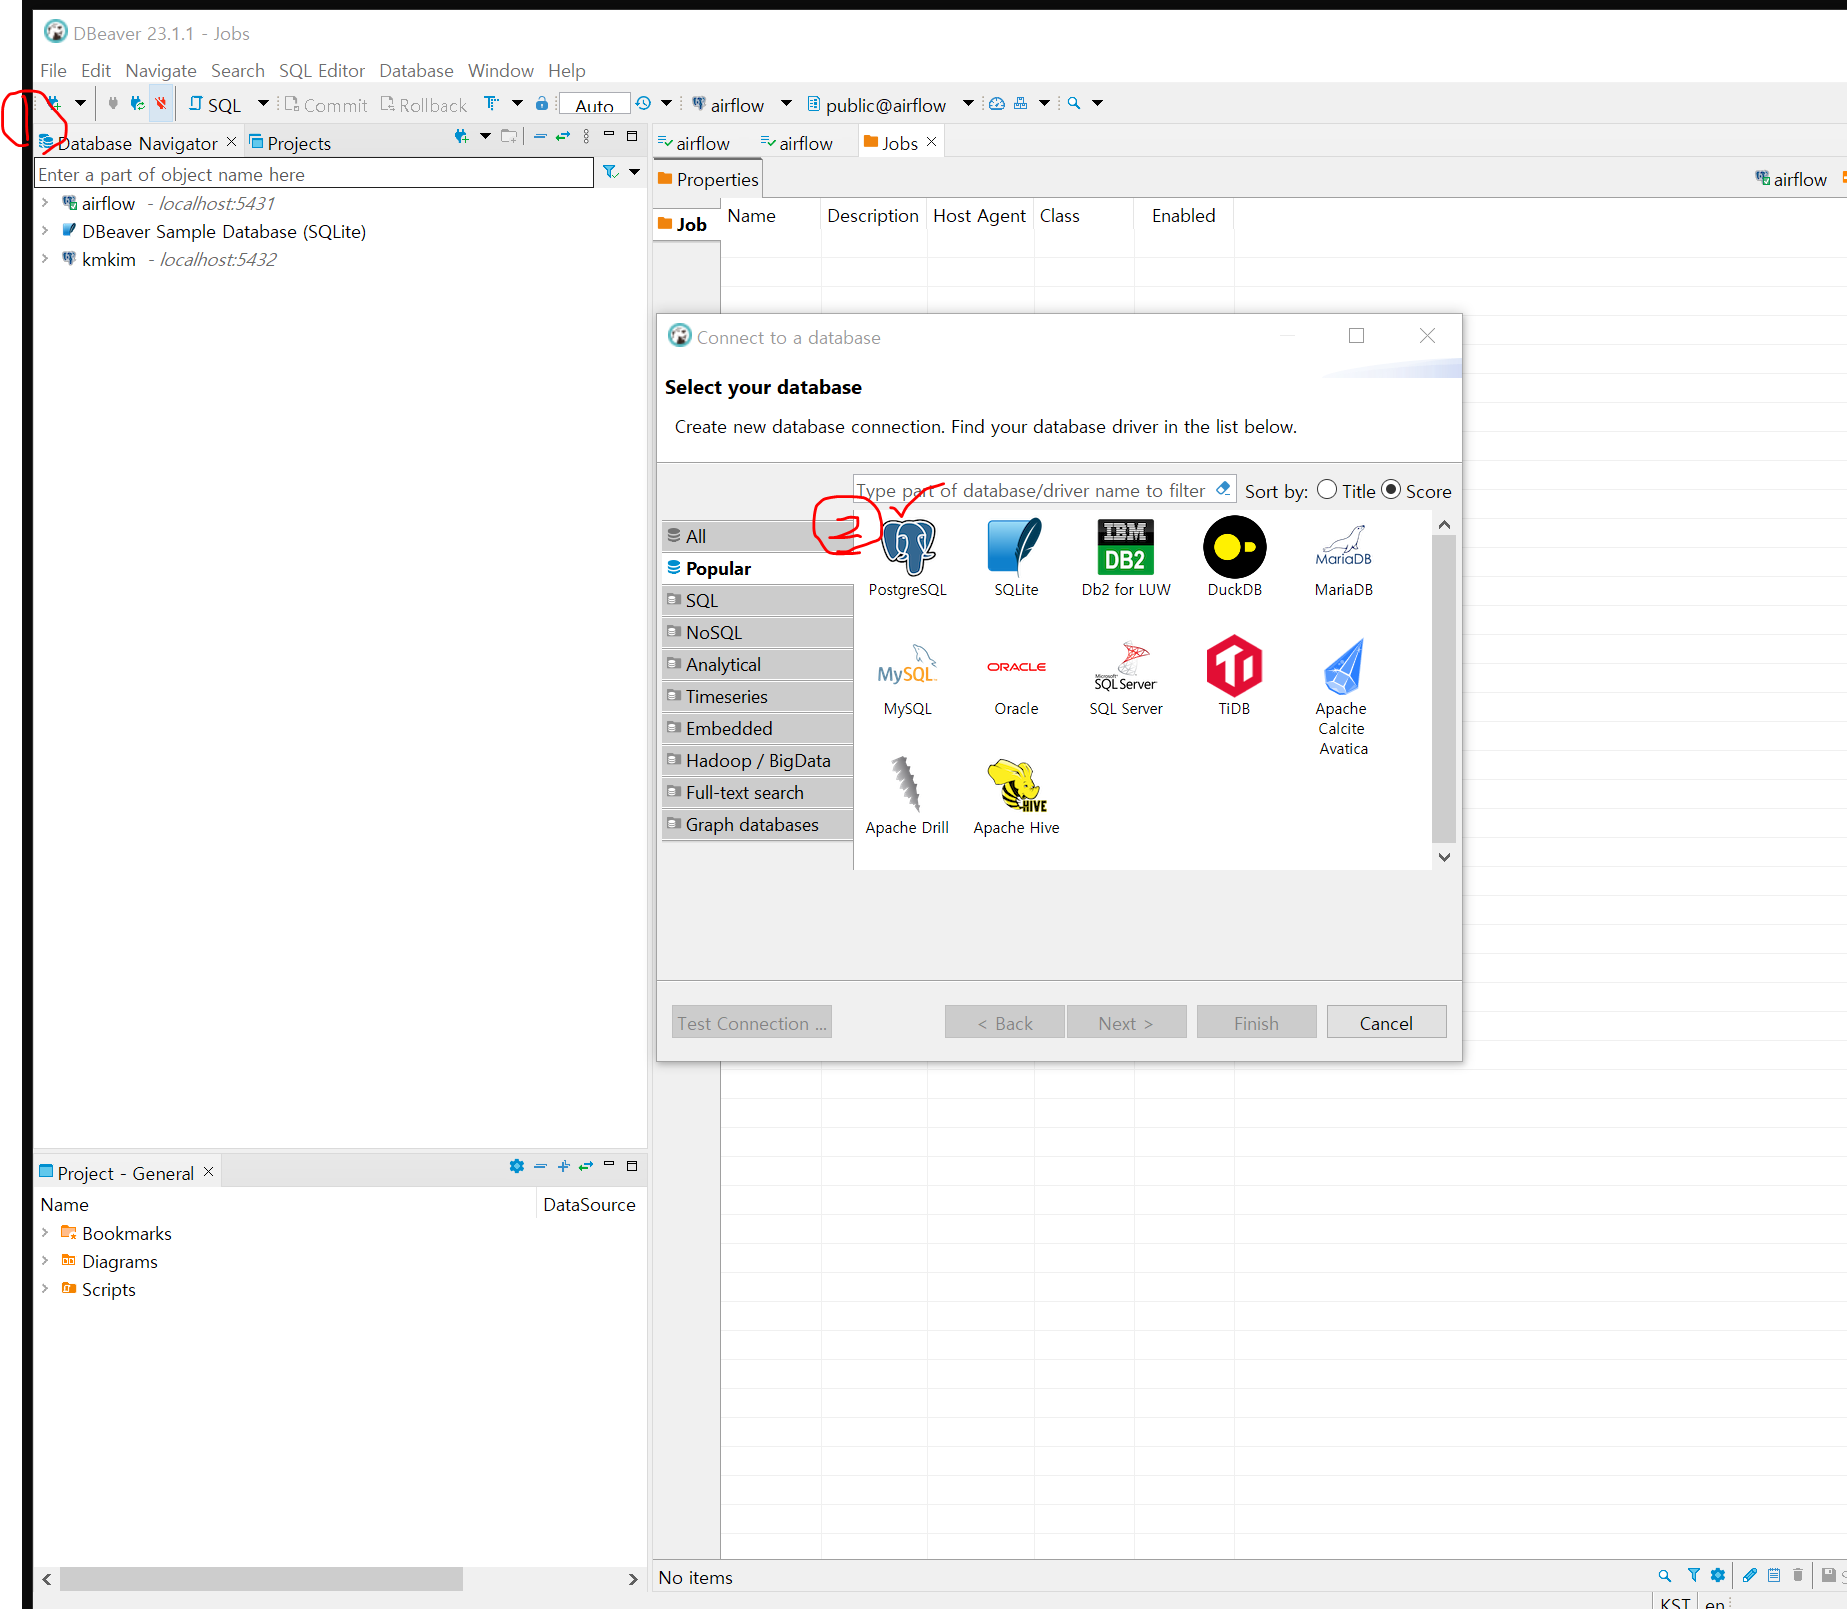 DBeaver 23.1.1 - Jobs
File Edit Navigate Search SQL Editor Database Window Help
1
SQL Commit Rollback Auto airflow public@airflow
Database Navigator Projects
Enter a part of object name here
airflow - localhost:5431
DBeaver Sample Database (SQLite)
kmkim - localhost:5432
airflow airflow Jobs
Properties
airflow
Job
Name Description Host Agent Class Enabled
Connect to a database
Select your database
Create new database connection. Find your database driver in the list below.
Type part of database/driver name to filter Sort by: Title Score
2
All
Popular
SQL
NoSQL
Analytical
Timeseries
Embedded
Hadoop / BigData
Full-text search
Graph databases
IBM
DB2
MariaDB
PostgreSQL SQLite Db2 for LUW DuckDB MariaDB
MySQL
ORACLE
Microsoft
SQL Server
MySQL Oracle SQL Server TiDB Apache
Calcite
Avatica
HIVE
Apache Drill Apache Hive
Test Connection ... < Back Next > Finish Cancel
Project - General
Name DataSource
Bookmarks
Diagrams
Scripts
No items
KST en